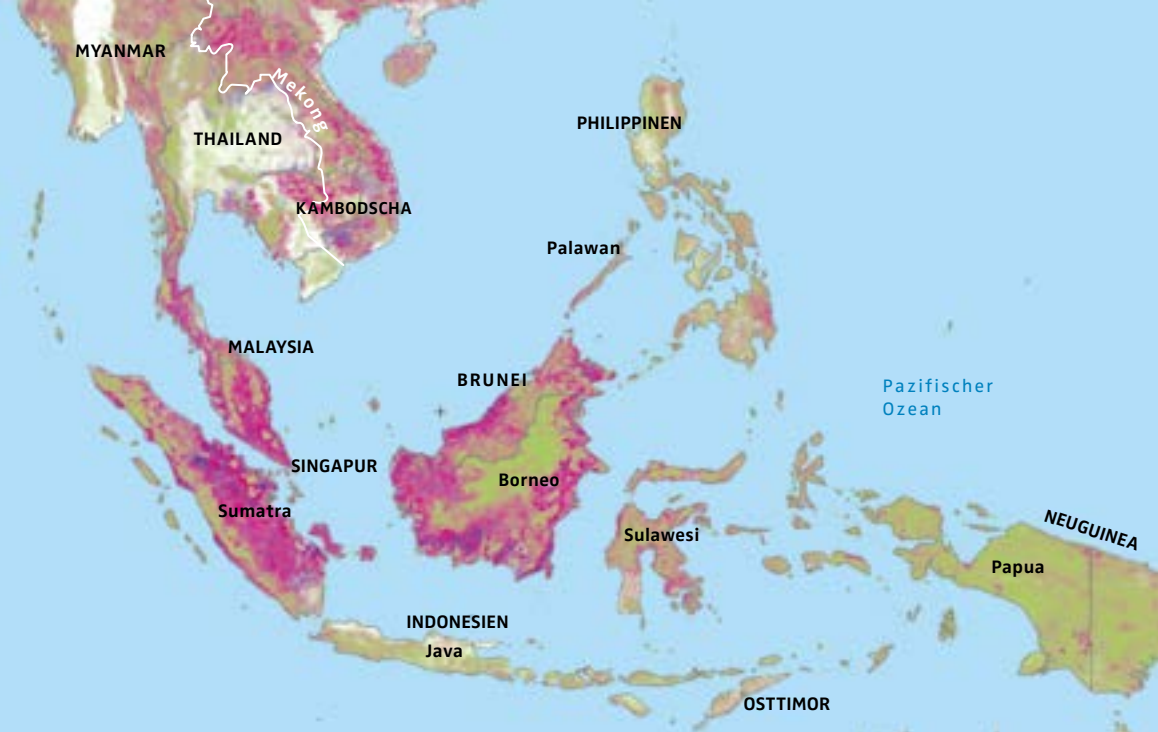 MYANMAR
Mekong
PHILIPPINEN
THAILAND
KAMBODSCHA
Palawan
MALAYSIA
BRUNEI
Pazifischer
Ozean
SINGAPUR
Borneo
Sumatra
NEUGUINEA
Sulawesi
Papua
INDONESIEN
Java
OSTTIMOR